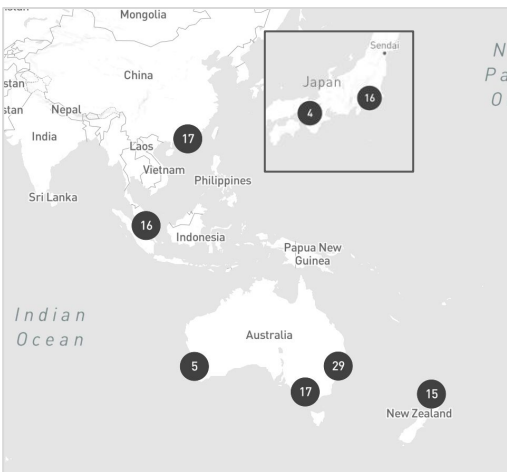 Mongolia
Sendai
N
China
Japan
Pa
stan
O
16
4
stan
Nepal
India
17
Laos
Vietnam
Philippines
Sri Lanka
16
Indonesia
Papua New
Guinea
Indian
Ocean
Australia
5
29
17
15
New Zealand